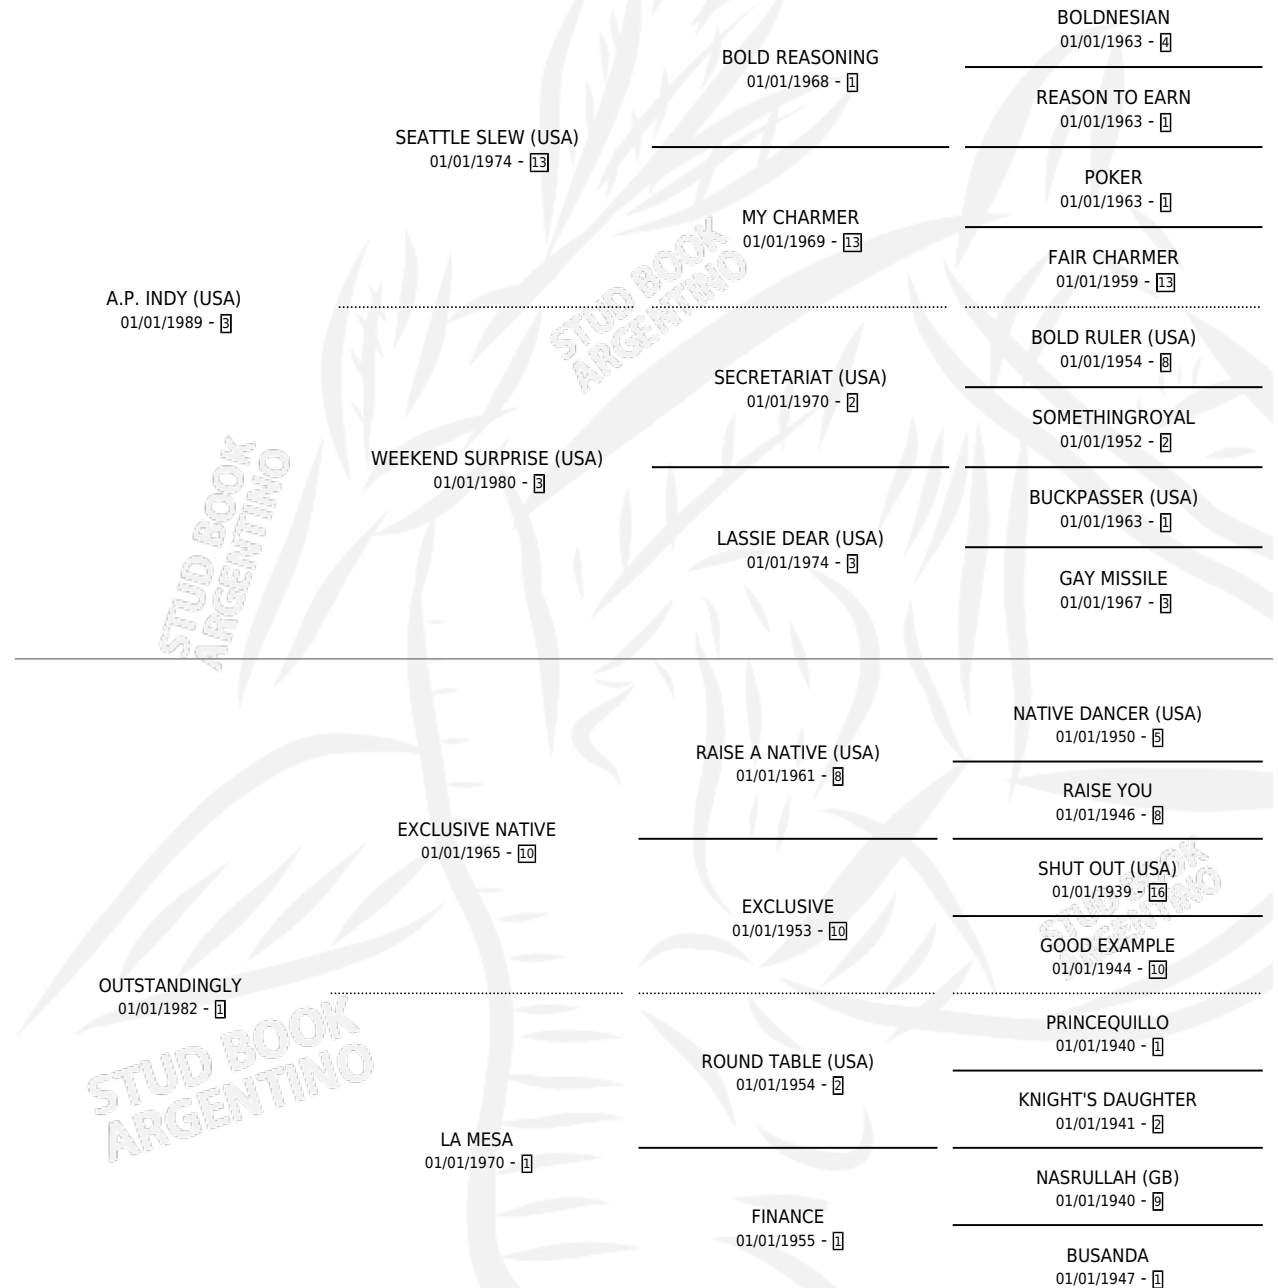 BOLDNESIAN
01/01/1963 - 4
BOLD REASONING
01/01/1968 - 1
REASON TO EARN
01/01/1963 - 1
SEATTLE SLEW (USA)
01/01/1974 - 13
POKER
01/01/1963 - 1
MY CHARMER
01/01/1969 - 13
FAIR CHARMER
01/01/1959 - 13
A.P. INDY (USA)
01/01/1989 - 3
BOLD RULER (USA)
01/01/1954 - 8
SECRETARIAT (USA)
01/01/1970 - 2
SOMETHINGROYAL
01/01/1952 - 2
WEEKEND SURPRISE (USA)
01/01/1980 - 3
BUCKPASSER (USA)
01/01/1963 - 1
LASSIE DEAR (USA)
01/01/1974 - 3
GAY MISSILE
01/01/1967 - 3
STUD BOOK
ARGENTINO
STUD BOOK
ARGENTINO
NATIVE DANCER (USA)
01/01/1950 - 5
RAISE A NATIVE (USA)
01/01/1961 - 8
RAISE YOU
01/01/1946 - 8
EXCLUSIVE NATIVE
01/01/1965 - 10
SHUT OUT (USA)
01/01/1939 - 16
EXCLUSIVE
01/01/1953 - 10
GOOD EXAMPLE
01/01/1944 - 10
STUD BOOK
ARGENTINO
OUTSTANDINGLY
01/01/1982 - 1
PRINCEQUILLO
01/01/1940 - 1
ROUND TABLE (USA)
01/01/1954 - 2
KNIGHT'S DAUGHTER
01/01/1941 - 2
LA MESA
01/01/1970 - 1
NASRULLAH (GB)
01/01/1940 - 9
FINANCE
01/01/1955 - 1
BUSANDA
01/01/1947 - 1
STUD BOOK
ARGENTINO